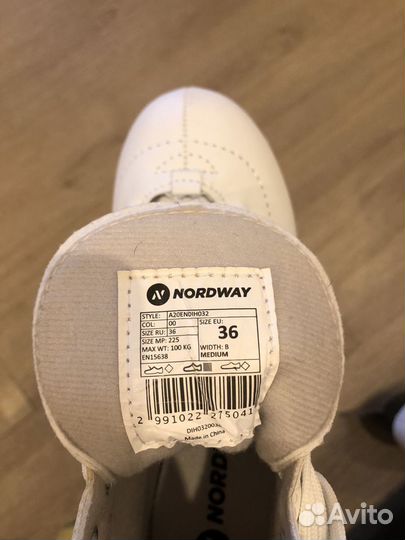 NORDWAY
STYLE: A20ENDIH032
COL: 00 SIZE EU:
SIZE RU: 36 36
SIZE MP: 225
MAX WT: 100 KG WIDTH: B
EN15638 MEDIUM
2 991022 275041
Made in China
NORDWAY
Avito